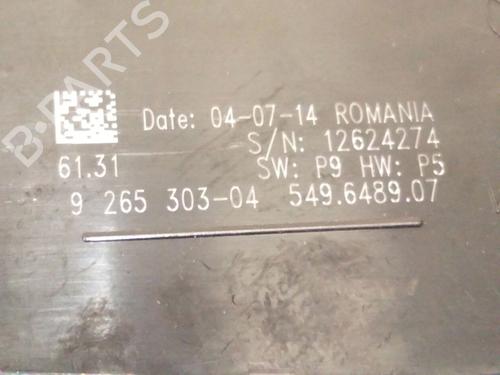 Date: 04-07-14 ROMANIA
S/N: 12624274
61.31 SW: P9 HW: P5
9 265 303-04 549.6489.07
B-PARTS